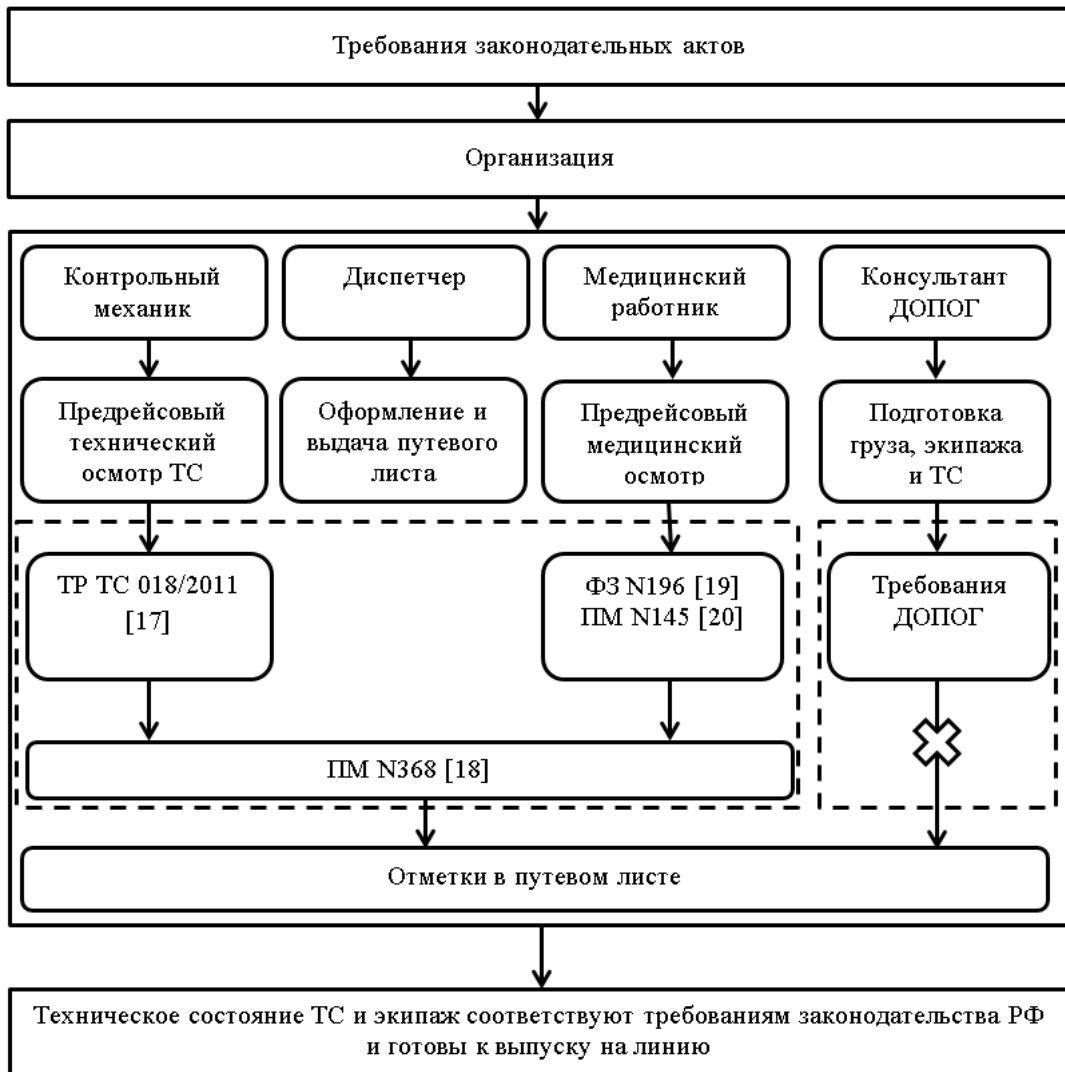 Требования законодательных актов
Организация
Контрольный
механик
Диспетчер
Медицинский
работник
Консультант
ДОПОГ
Предрейсовый
технический
осмотр ТС
Оформление и
выдача путевого
листа
Предрейсовый
медицинский
осмотр
Подготовка
груза, экипажа
и ТС
ТР ТС 018/2011
[17]
ФЗ N196 [19]
ПМ N145 [20]
Требования
ДОПОГ
ПМ N368 [18]
Отметки в путевом листе
Техническое состояние ТС и экипаж соответствуют требованиям законодательства РФ
и готовы к выпуску на линию